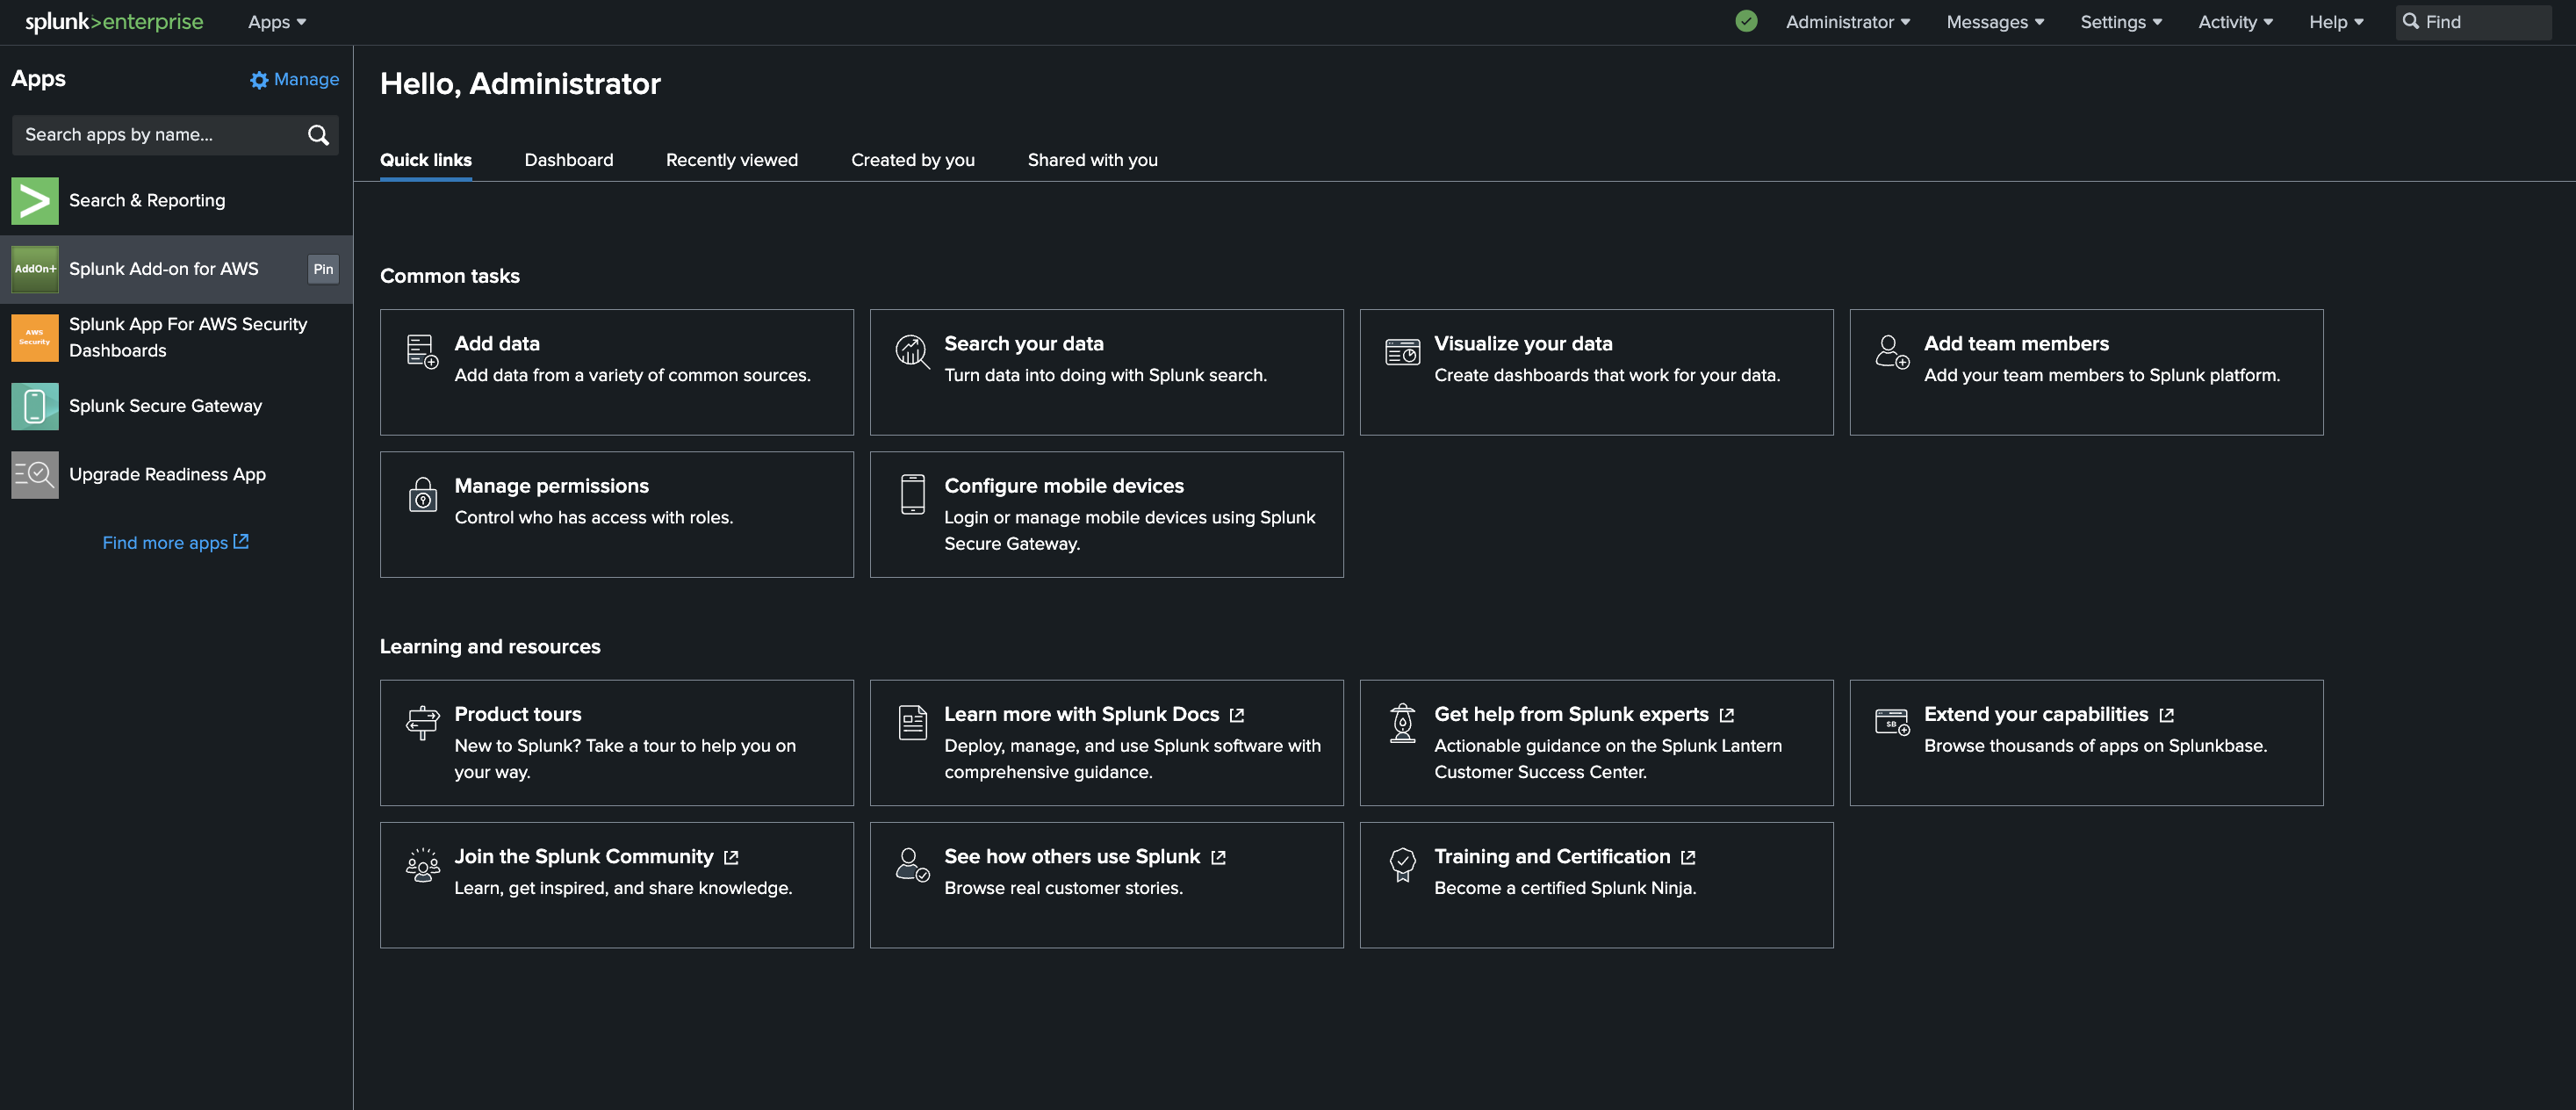 splunk>enterprise Apps Administrator Messages Settings Activity Help Find
Apps Manage
Search apps by name...
Search & Reporting
AddOn+ Splunk Add-on for AWS Pin
AWS Security
Splunk App For AWS Security
Dashboards
Splunk Secure Gateway
Upgrade Readiness App
Find more apps
Hello, Administrator
Quick links Dashboard Recently viewed Created by you Shared with you
Common tasks
Add data
Add data from a variety of common sources.
Search your data
Turn data into doing with Splunk search.
Visualize your data
Create dashboards that work for your data.
Add team members
Add your team members to Splunk platform.
Manage permissions
Control who has access with roles.
Configure mobile devices
Login or manage mobile devices using Splunk
Secure Gateway.
Learning and resources
Product tours
New to Splunk? Take a tour to help you on
your way.
Learn more with Splunk Docs
Deploy, manage, and use Splunk software with
comprehensive guidance.
Get help from Splunk experts
Actionable guidance on the Splunk Lantern
Customer Success Center.
SB
Extend your capabilities
Browse thousands of apps on Splunkbase.
Join the Splunk Community
Learn, get inspired, and share knowledge.
See how others use Splunk
Browse real customer stories.
Training and Certification
Become a certified Splunk Ninja.